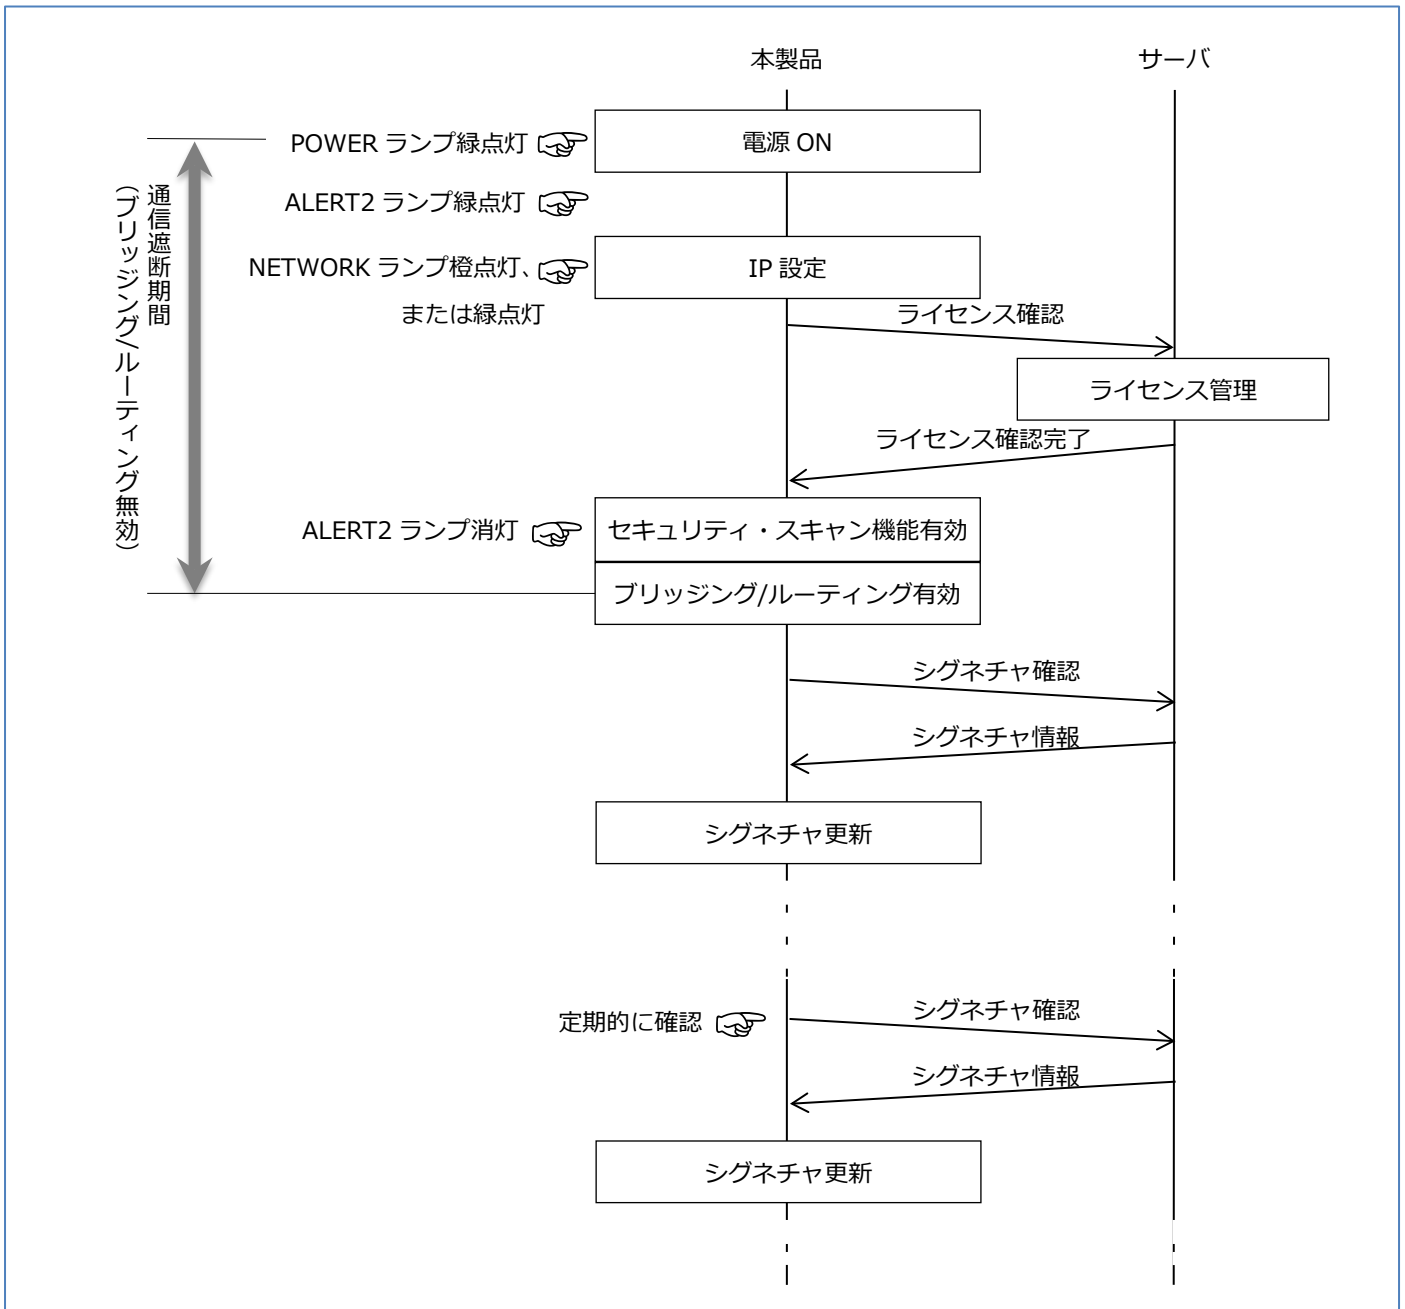 本製品
サーバ
POWER ランプ緑点灯
電源 ON
通信遮断期間
(ブリッジング/ルーティング無効)
ALERT2 ランプ緑点灯
NETWORK ランプ橙点灯、
または緑点灯
IP 設定
ライセンス確認
ライセンス管理
ライセンス確認完了
ALERT2 ランプ消灯
セキュリティ・スキャン機能有効
ブリッジング/ルーティング有効
シグネチャ確認
シグネチャ情報
シグネチャ更新
定期的に確認
シグネチャ確認
シグネチャ情報
シグネチャ更新